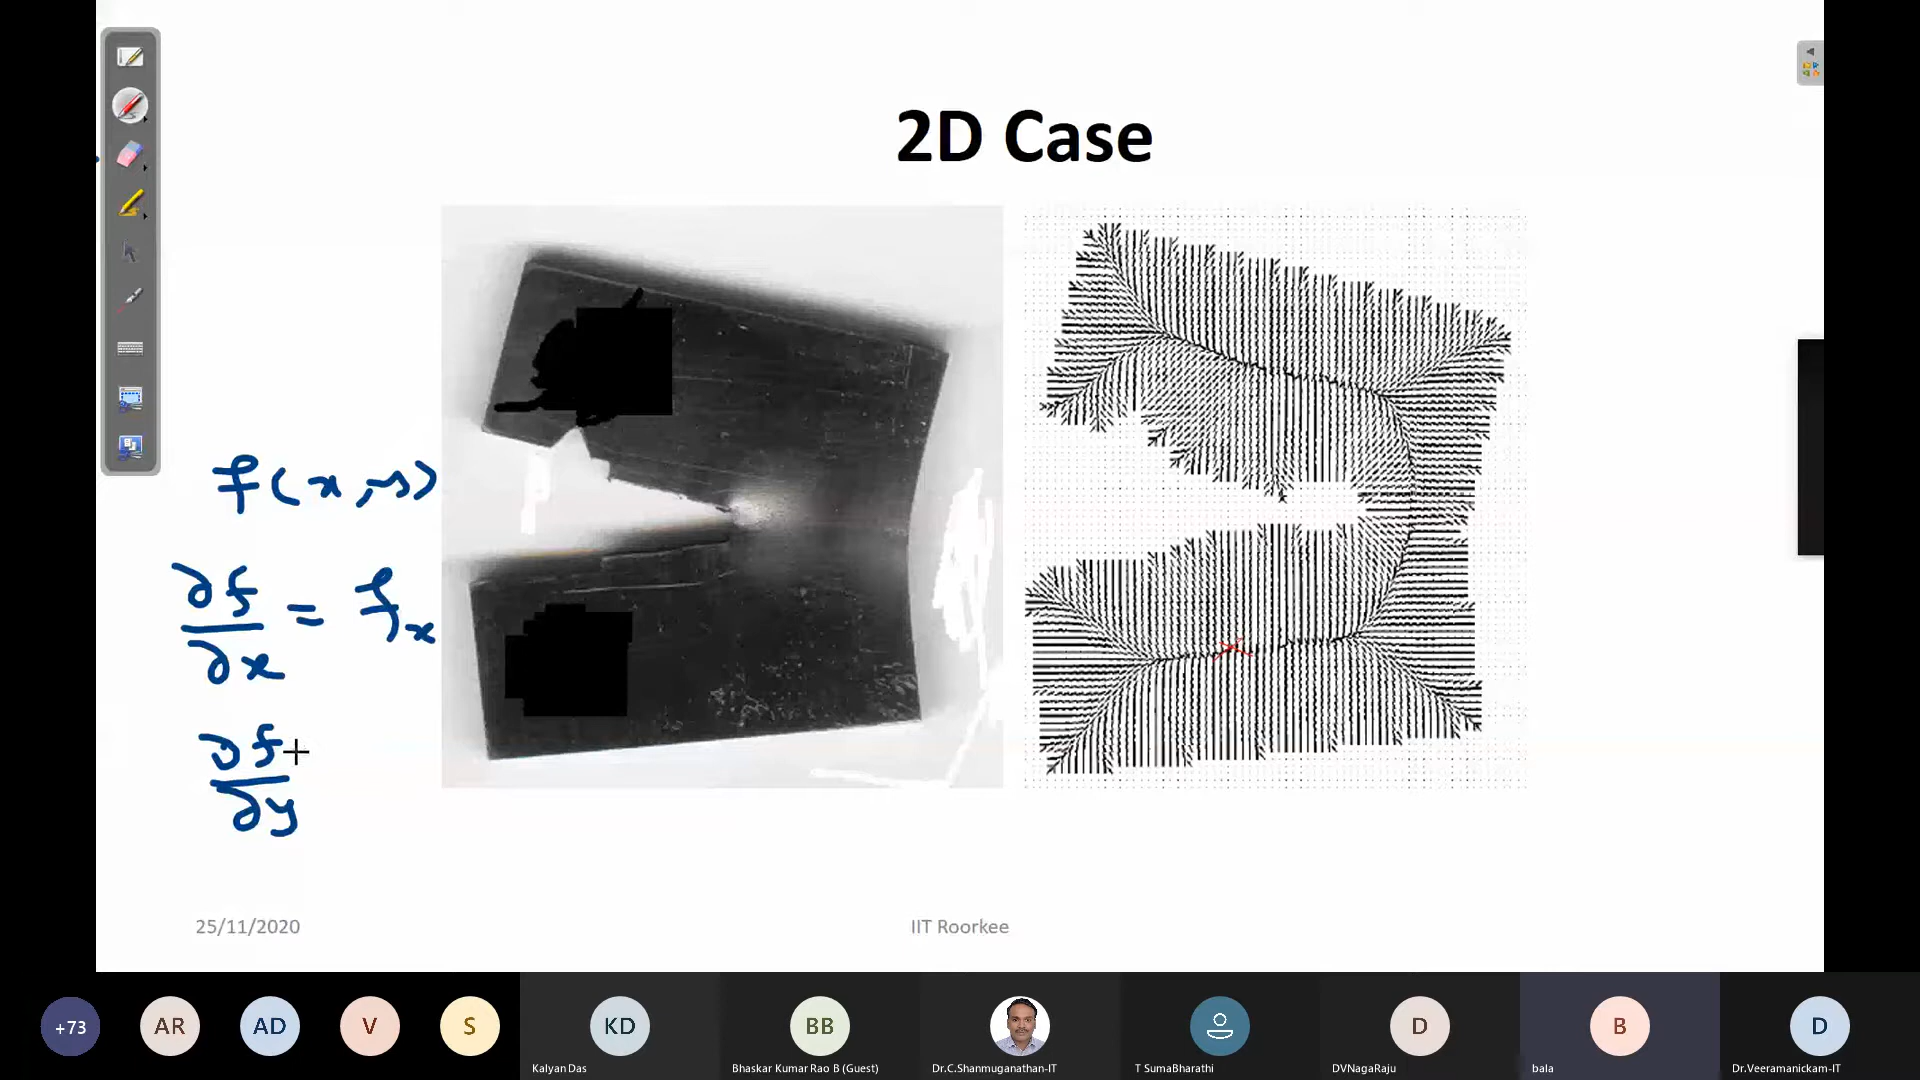 2D Case
f(x,y)
∂f/∂x = fx
∂f/∂y
25/11/2020
IIT Roorkee
+73
AR
AD
V
S
KD
BB
D
B
D
Kalyan Das
Bhaskar Kumar Rao B (Guest)
Dr.C.Shanmuganathan-IT
T SumaBharathi
DVNagaRaju
bala
Dr.Veeramanickam-IT